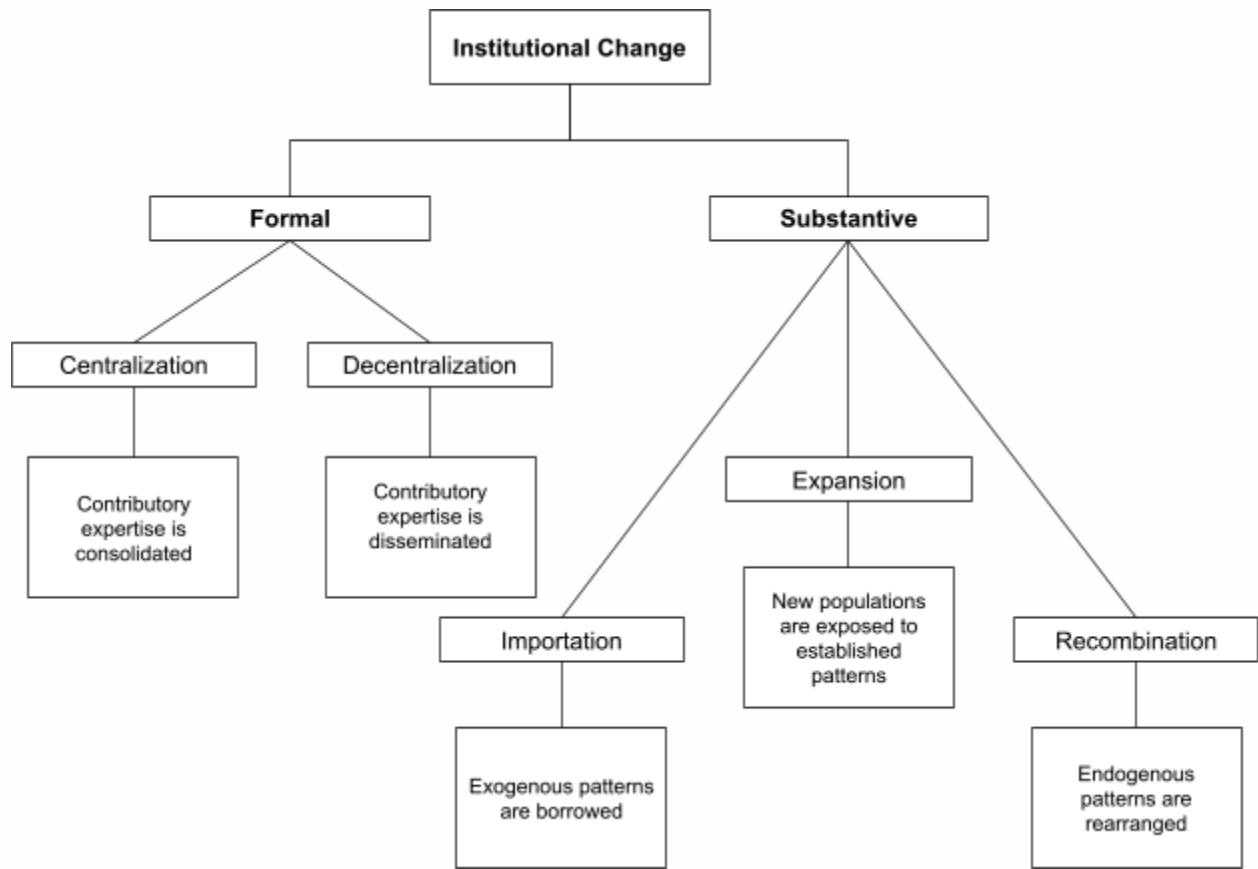 Institutional Change
Formal
Substantive
Centralization
Decentralization
Contributory
expertise is
consolidated
Contributory
expertise is
disseminated
Expansion
New populations
are exposed to
established
patterns
Importation
Recombination
Exogenous patterns
are borrowed
Endogenous
patterns are
rearranged